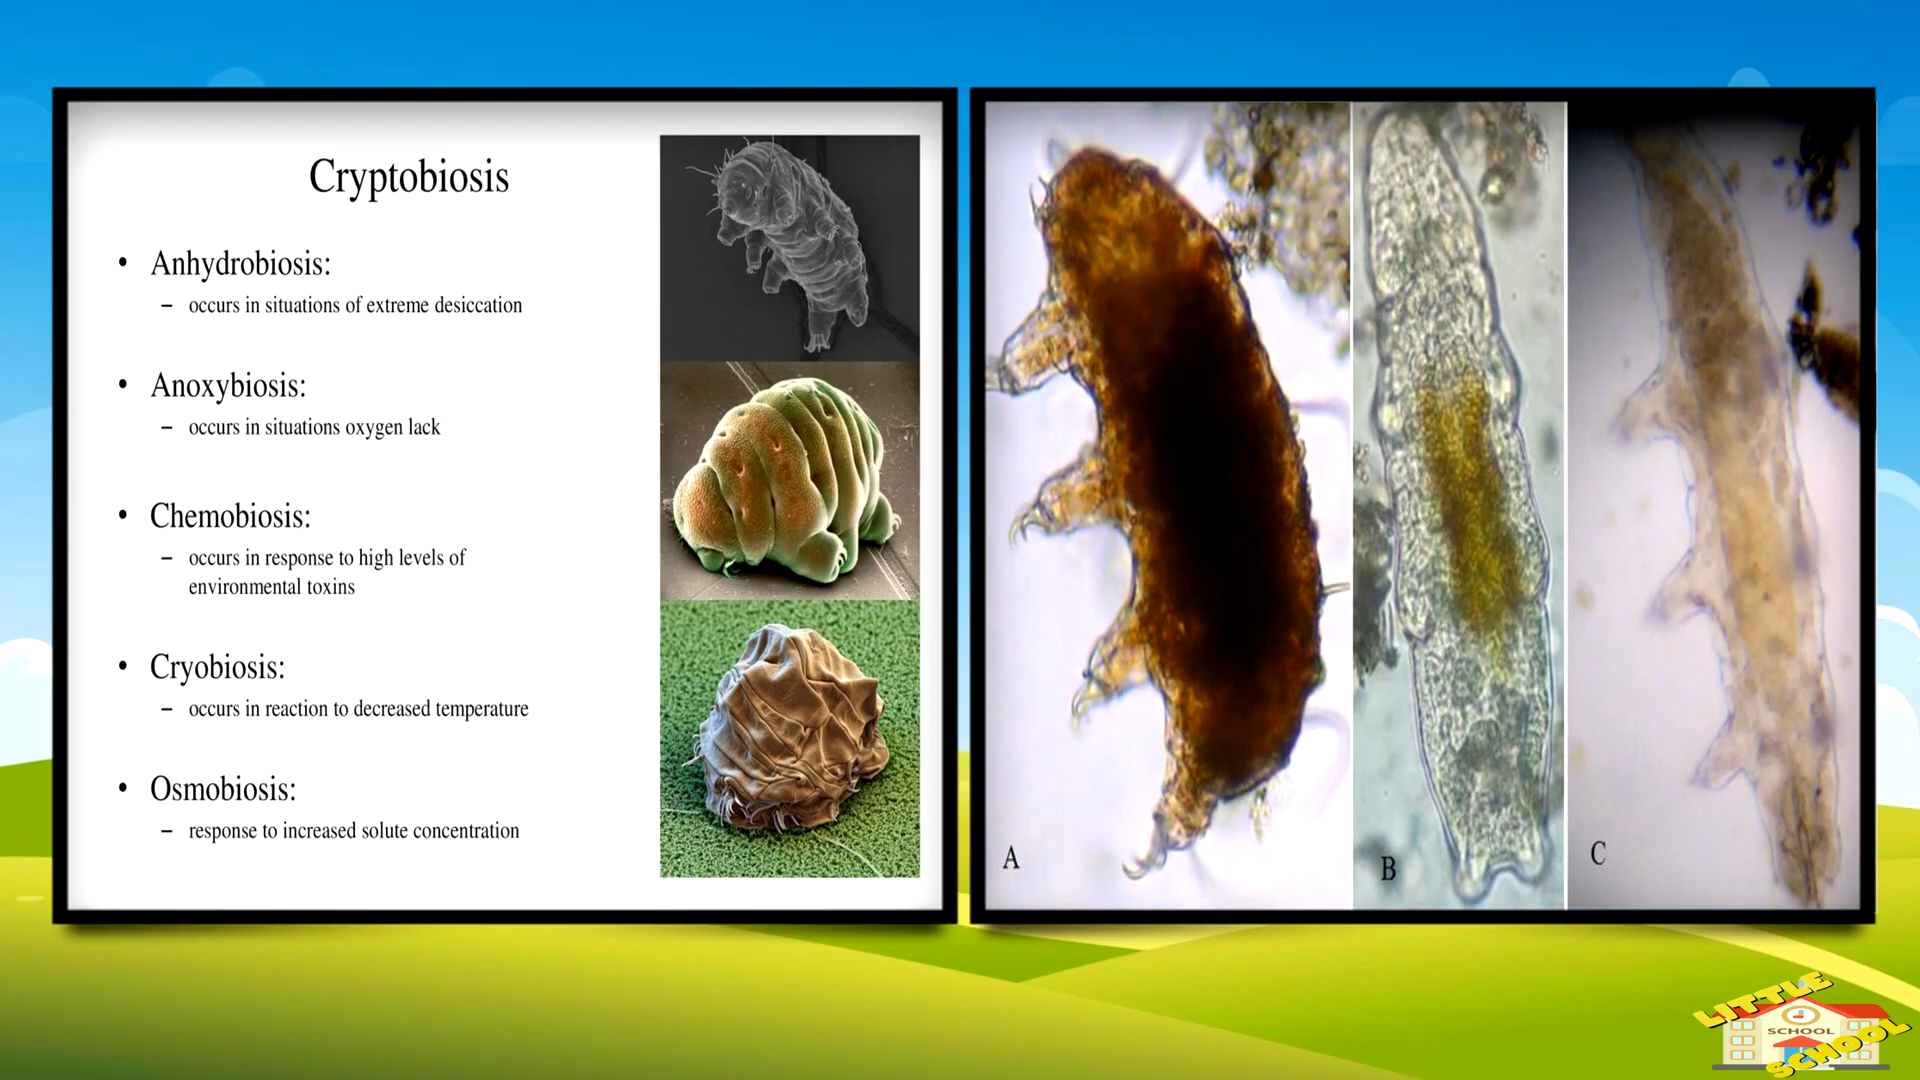 Cryptobiosis
• Anhydrobiosis:
– occurs in situations of extreme desiccation
• Anoxybiosis:
– occurs in situations oxygen lack
• Chemobiosis:
– occurs in response to high levels of
environmental toxins
• Cryobiosis:
– occurs in reaction to decreased temperature
• Osmobiosis:
– response to increased solute concentration
A
B
C
LITTLE
SCHOOL
SCHOOL